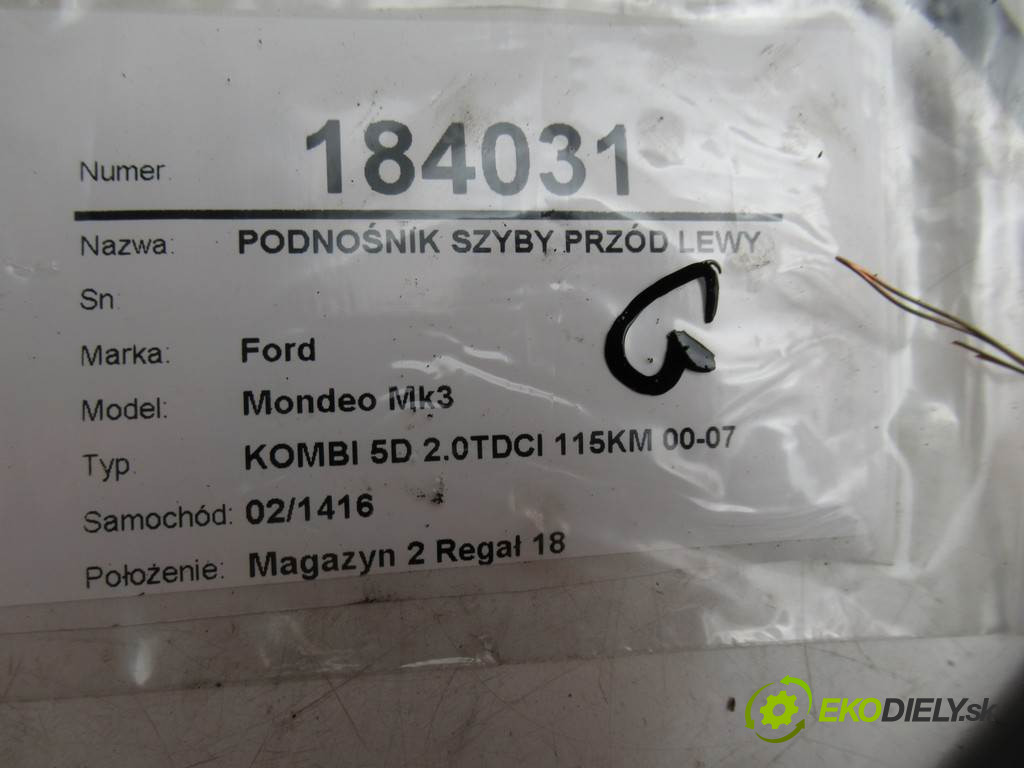 Numer 184031
Nazwa: PODNOŚNIK SZYBY PRZÓD LEWY
Sn
Marka: Ford
Model: Mondeo Mk3
Typ KOMBI 5D 2.0TDCI 115KM 00-07
Samochód: 02/1416
Położenie: Magazyn 2 Regał 18
EKODIELY.sk